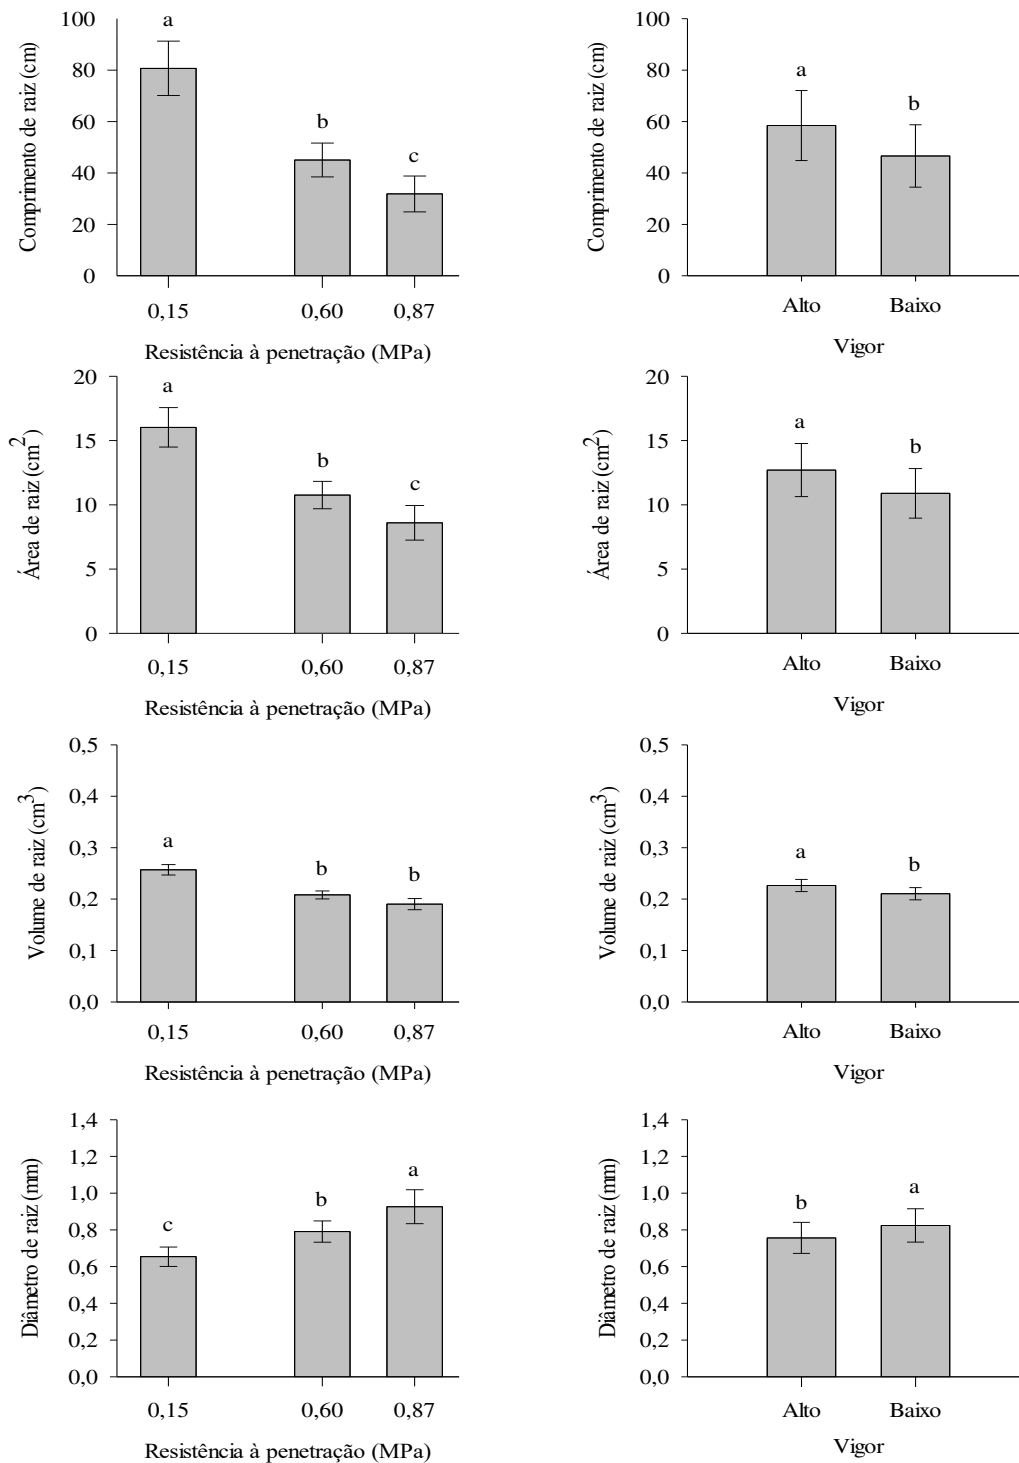 100
80
60
40
20
0
Comprimento de raiz (cm)
a
b
c
0,15 0,60 0,87
Resistência à penetração (MPa)
100
80
60
40
20
0
Comprimento de raiz (cm)
a
b
Alto Baixo
Vigor
20
15
10
5
0
Área de raiz (cm²)
a
b
c
0,15 0,60 0,87
Resistência à penetração (MPa)
20
15
10
5
0
Área de raiz (cm²)
a
b
Alto Baixo
Vigor
0,5
0,4
0,3
0,2
0,1
0,0
Volume de raiz (cm³)
a
b
b
0,15 0,60 0,87
Resistência à penetração (MPa)
0,5
0,4
0,3
0,2
0,1
0,0
Volume de raiz (cm³)
a
b
Alto Baixo
Vigor
1,4
1,2
1,0
0,8
0,6
0,4
0,2
0,0
Diâmetro de raiz (mm)
c
b
a
0,15 0,60 0,87
Resistência à penetração (MPa)
1,4
1,2
1,0
0,8
0,6
0,4
0,2
0,0
Diâmetro de raiz (mm)
b
a
Alto Baixo
Vigor